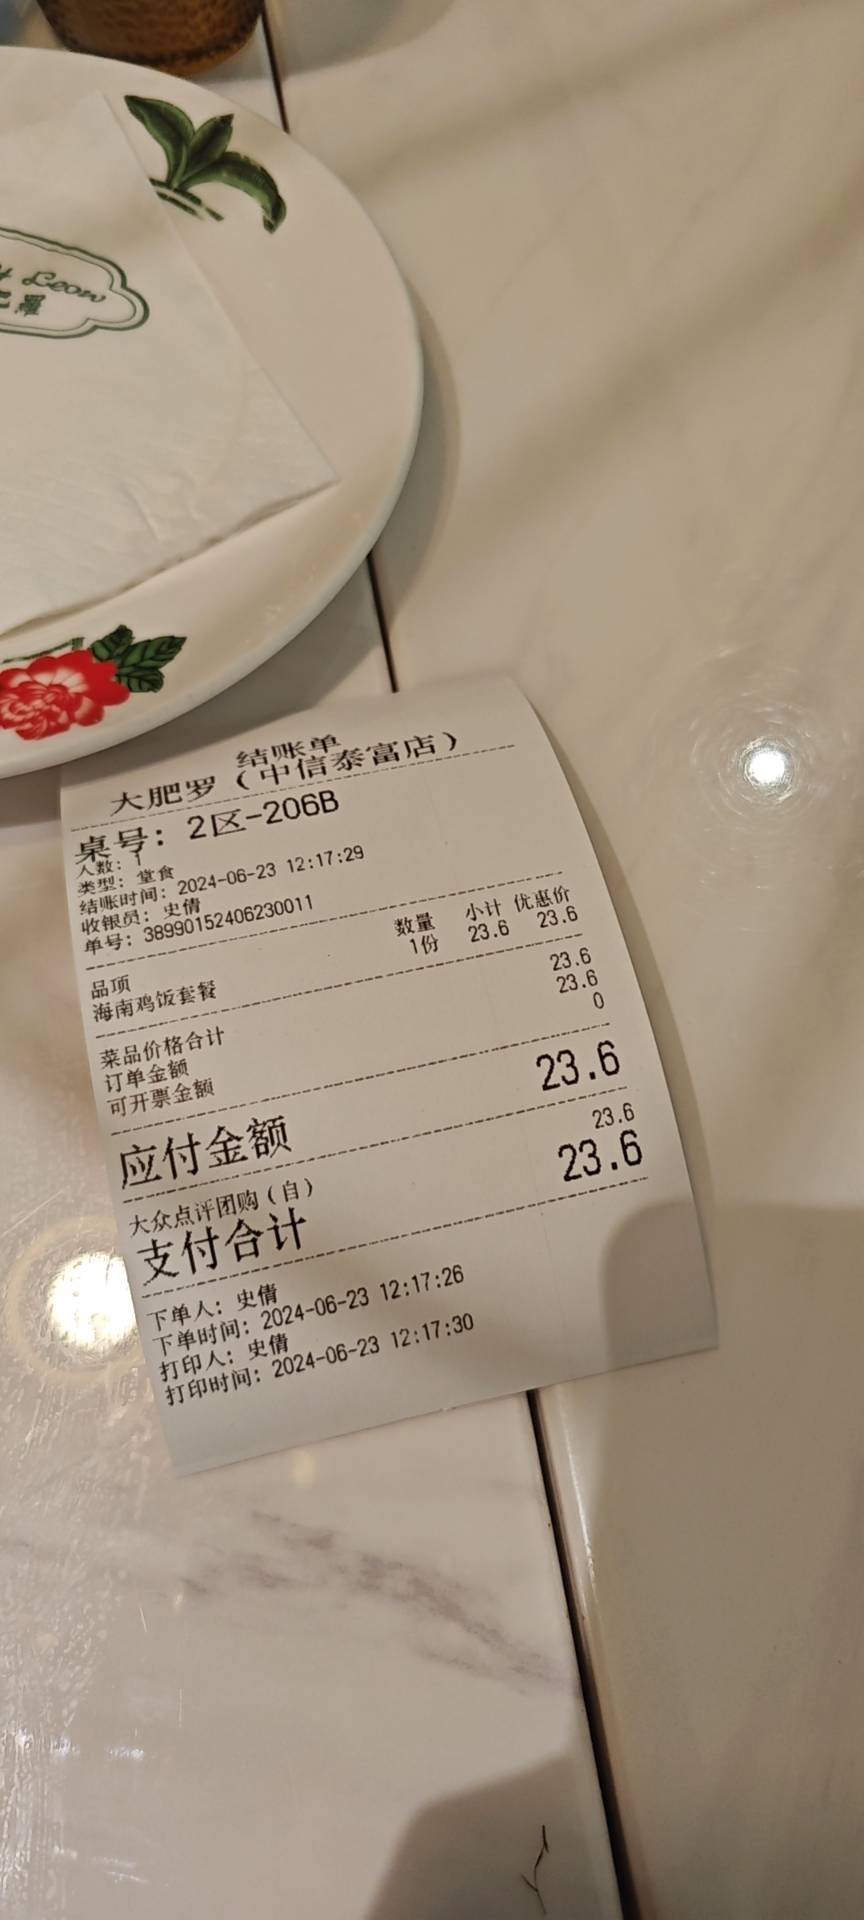 Leon
羅
结账单
大肥罗（中信泰富店）
桌号：2区-206B
人数：1
类型：堂食
结账时间：2024-06-23 12:17:29
收银员：史倩
单号：38990152406230011
品项 数量 小计 优惠价
海南鸡饭套餐 1份 23.6 23.6
菜品价格合计 23.6
订单金额 23.6
可开票金额 0
应付金额 23.6
大众点评团购（自） 23.6
支付合计 23.6
下单人：史倩
下单时间：2024-06-23 12:17:26
打印人：史倩
打印时间：2024-06-23 12:17:30